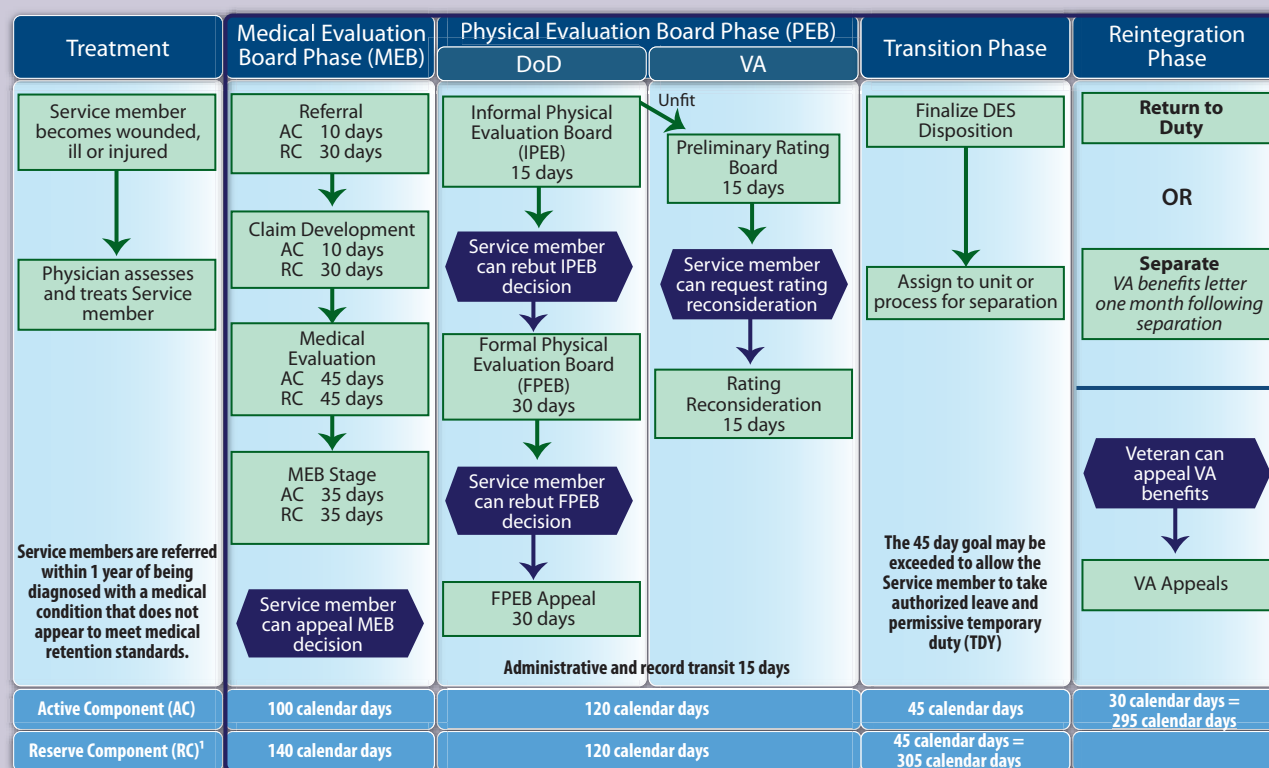 Treatment
Service member
becomes wounded,
ill or injured
Physician assesses
and treats Service
member
Service members are referred
within 1 year of being
diagnosed with a medical
condition that does not
appear to meet medical
retention standards.
Medical Evaluation
Board Phase (MEB)
Referral
AC 10 days
RC 30 days
Claim Development
AC 10 days
RC 30 days
Medical
Evaluation
AC 45 days
RC 45 days
MEB Stage
AC 35 days
RC 35 days
Service member
can appeal MEB
decision
Physical Evaluation Board Phase (PEB)
DoD
Informal Physical
Evaluation Board
(IPEB)
15 days
Service member
can rebut IPEB
decision
Formal Physical
Evaluation Board
(FPEB)
30 days
Service member
can rebut FPEB
decision
FPEB Appeal
30 days
VA
Unfit
Preliminary Rating
Board
15 days
Service member
can request rating
reconsideration
Rating
Reconsideration
15 days
Administrative and record transit 15 days
Transition Phase
Finalize DES
Disposition
Assign to unit or
process for separation
The 45 day goal may be
exceeded to allow the
Service member to take
authorized leave and
permissive temporary
duty (TDY)
Reintegration
Phase
Return to
Duty
OR
Separate
VA benefits letter
one month following
separation
Veteran can
appeal VA
benefits
VA Appeals
Active Component (AC)
100 calendar days
120 calendar days
45 calendar days
30 calendar days =
295 calendar days
Reserve Component (RC)¹
140 calendar days
120 calendar days
45 calendar days =
305 calendar days